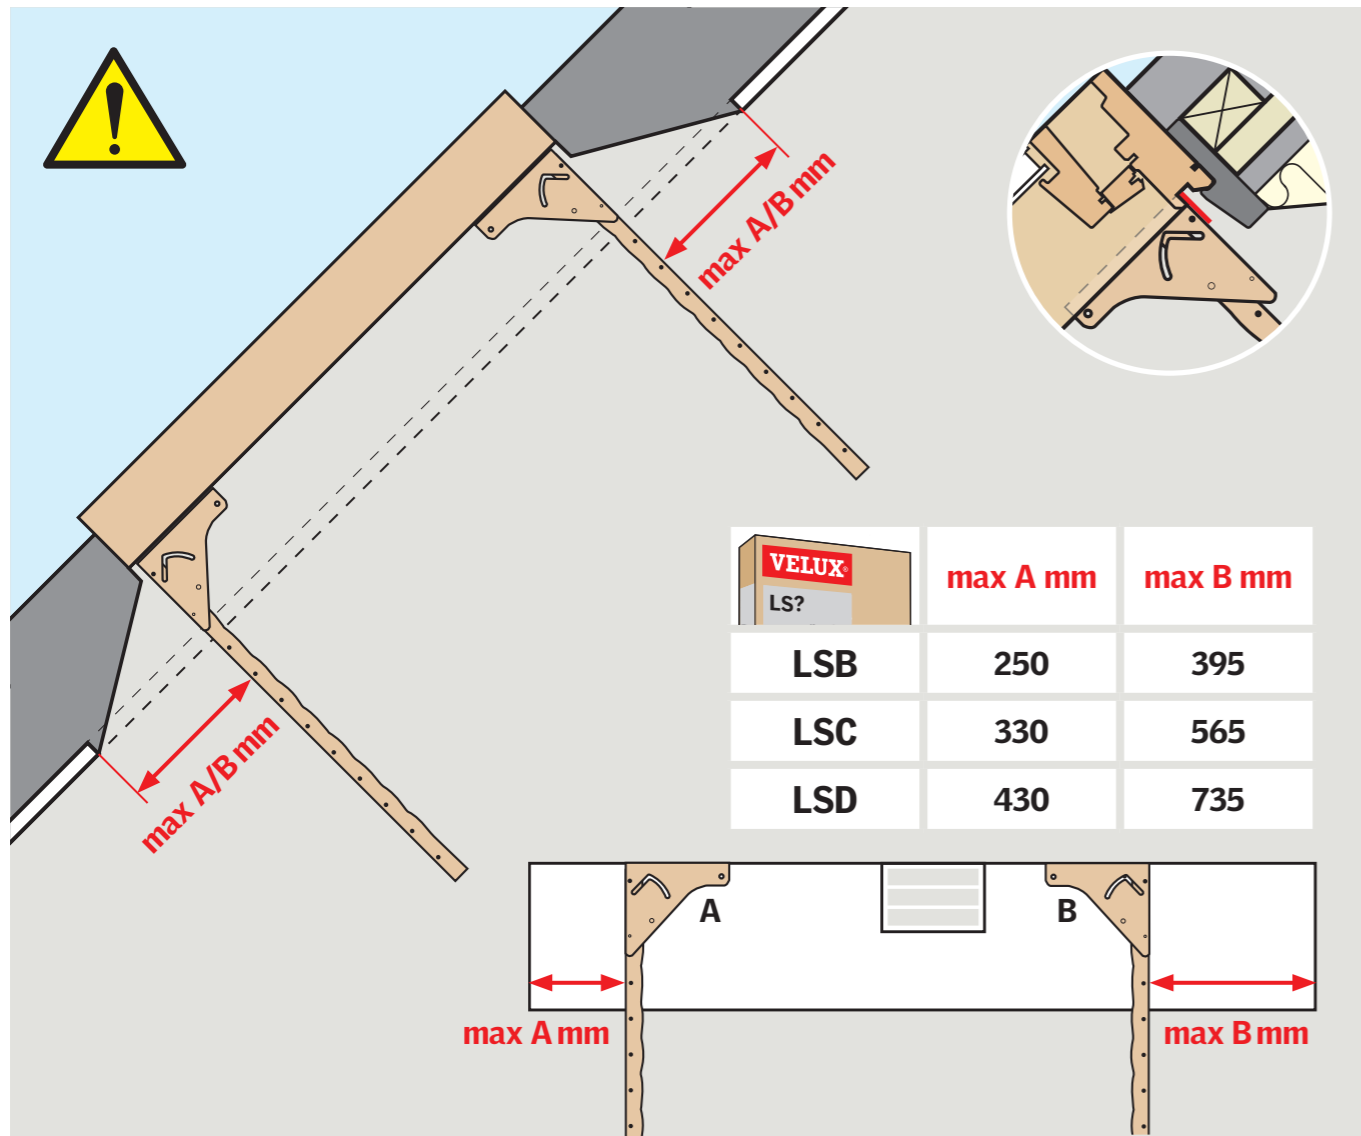 max A/B mm
max A/B mm
VELUX®
LS?
max A mm
max B mm
LSB 250 395
LSC 330 565
LSD 430 735
A
B
max A mm
max B mm